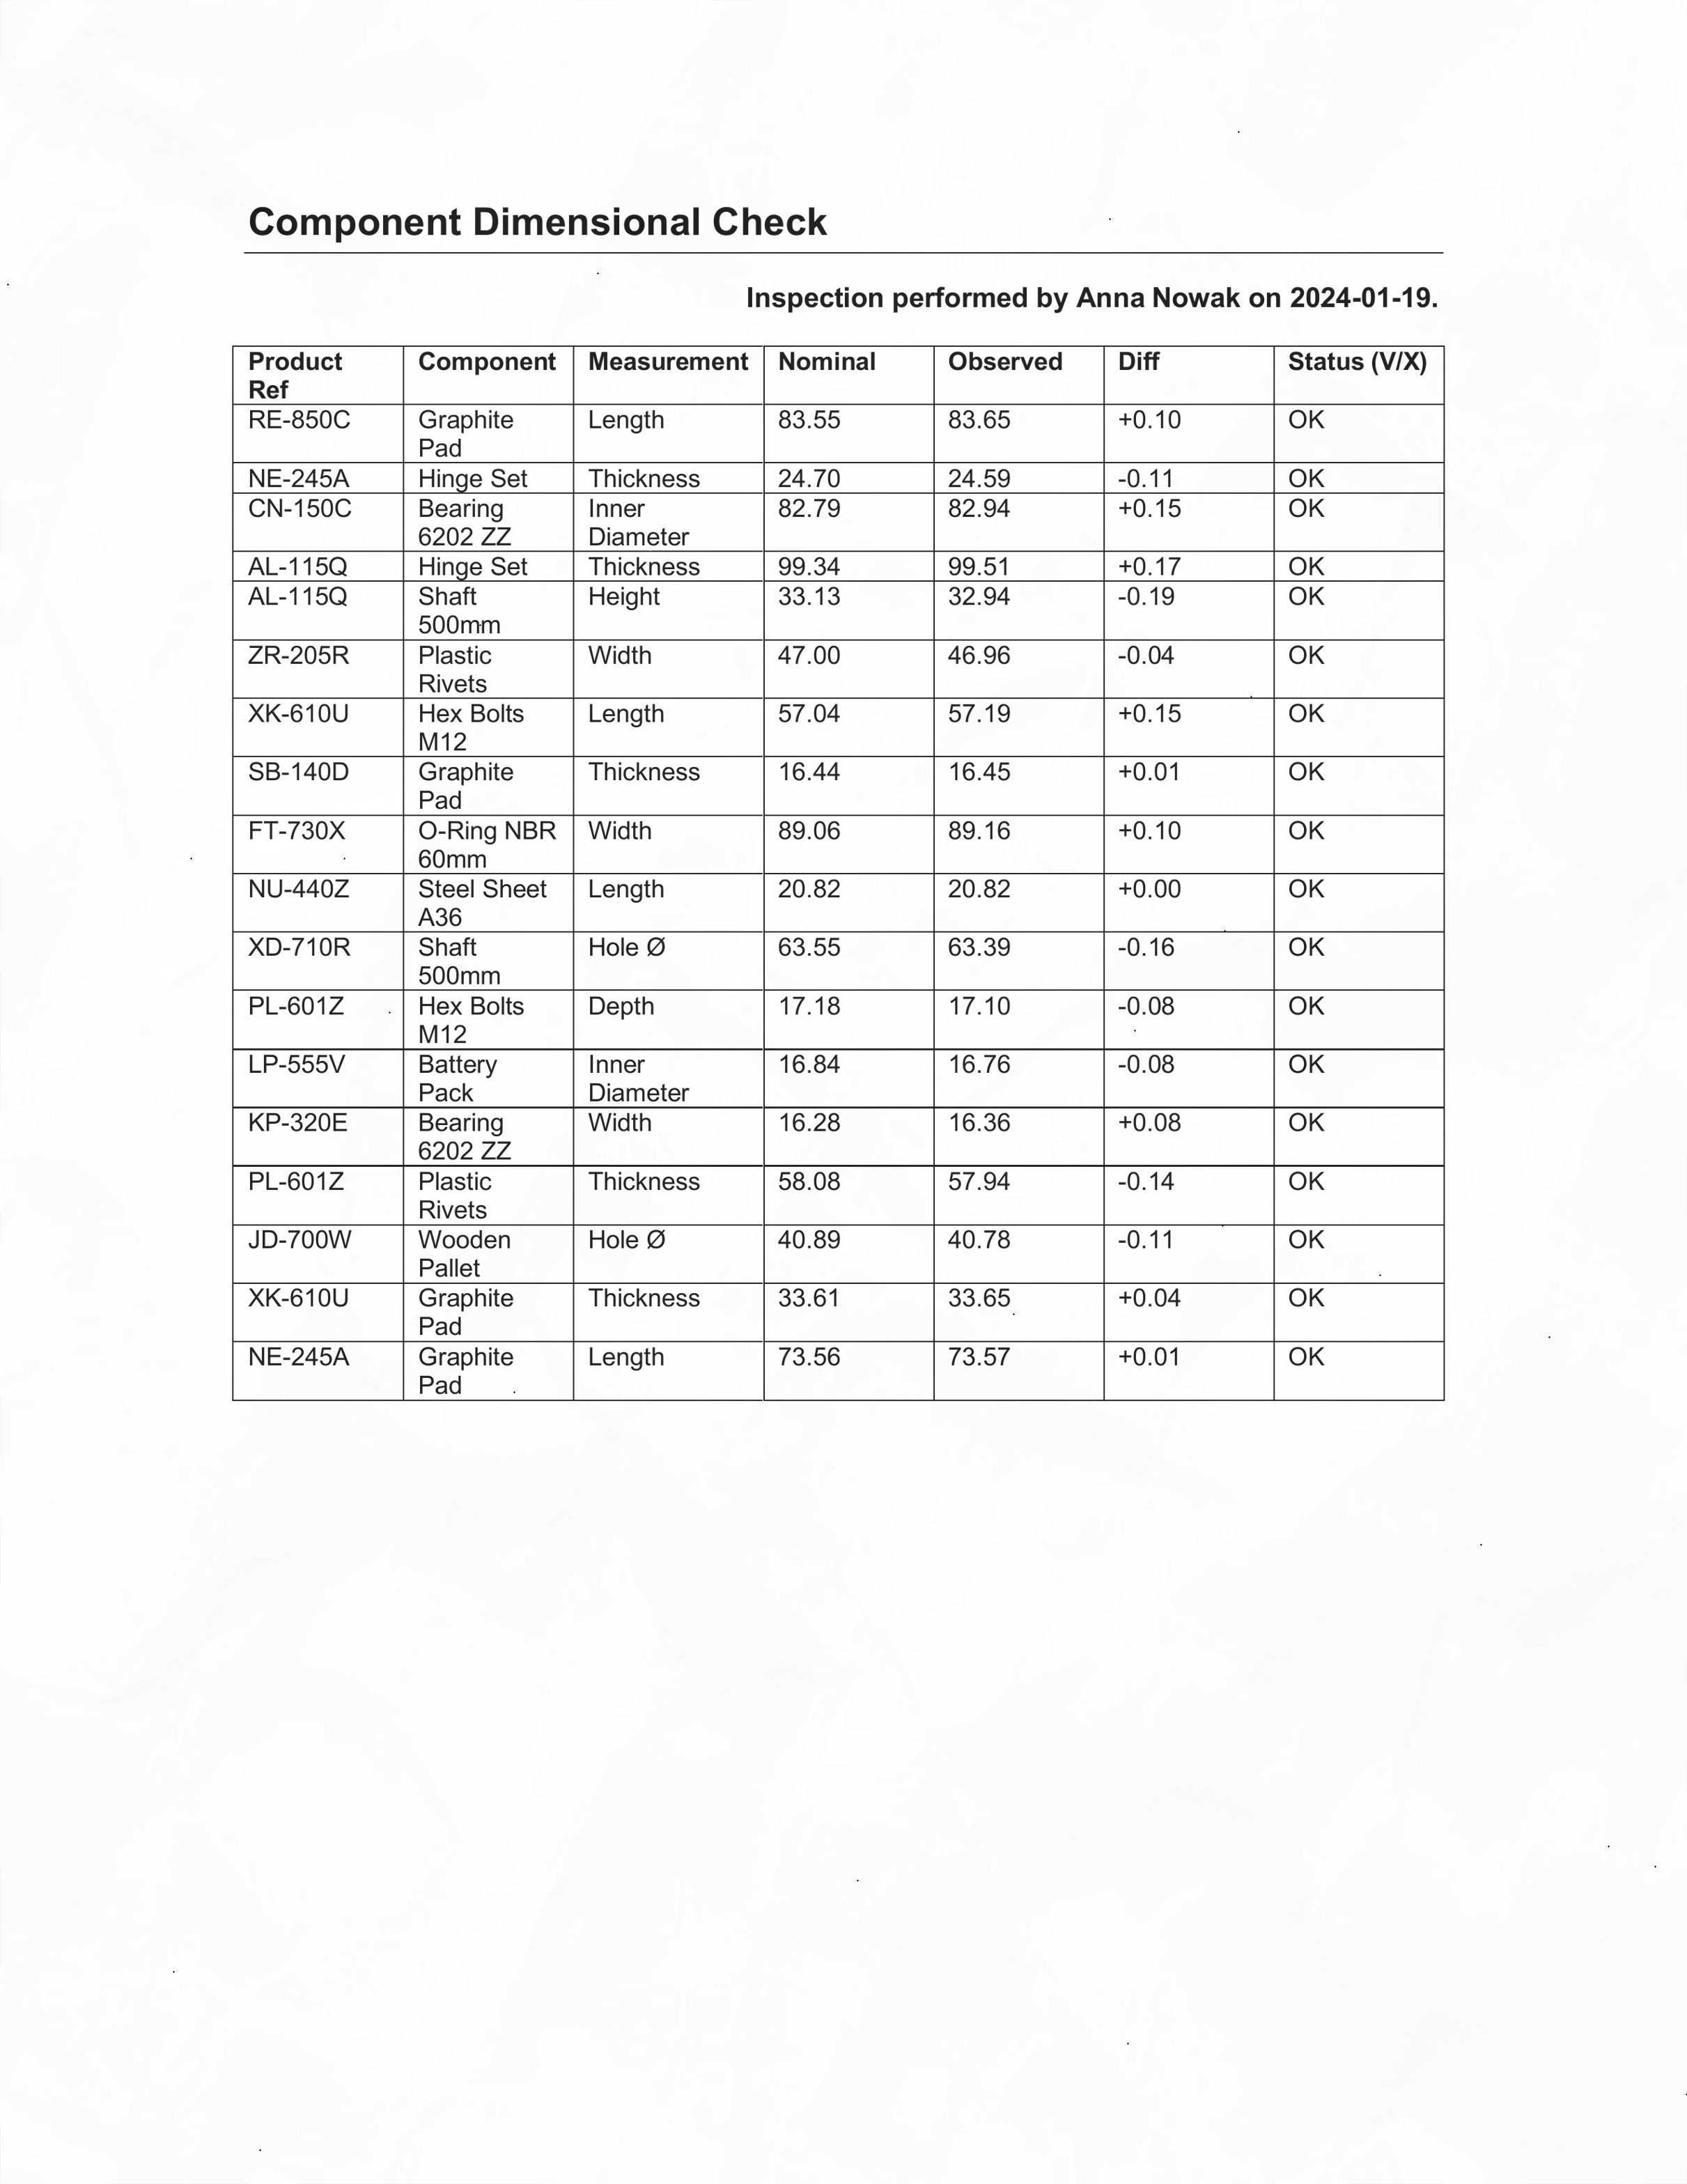 Component Dimensional Check
Inspection performed by Anna Nowak on 2024-01-19.
Product Ref Component Measurement Nominal Observed Diff Status (V/X)
RE-850C Graphite Pad Length 83.55 83.65 +0.10 OK
NE-245A Hinge Set Thickness 24.70 24.59 -0.11 OK
CN-150C Bearing 6202 ZZ Inner Diameter 82.79 82.94 +0.15 OK
AL-115Q Hinge Set Thickness 99.34 99.51 +0.17 OK
AL-115Q Shaft 500mm Height 33.13 32.94 -0.19 OK
ZR-205R Plastic Rivets Width 47.00 46.96 -0.04 OK
XK-610U Hex Bolts M12 Length 57.04 57.19 +0.15 OK
SB-140D Graphite Pad Thickness 16.44 16.45 +0.01 OK
FT-730X O-Ring NBR 60mm Width 89.06 89.16 +0.10 OK
NU-440Z Steel Sheet A36 Length 20.82 20.82 +0.00 OK
XD-710R Shaft 500mm Hole Ø 63.55 63.39 -0.16 OK
PL-601Z Hex Bolts M12 Depth 17.18 17.10 -0.08 OK
LP-555V Battery Pack Inner Diameter 16.84 16.76 -0.08 OK
KP-320E Bearing 6202 ZZ Width 16.28 16.36 +0.08 OK
PL-601Z Plastic Rivets Thickness 58.08 57.94 -0.14 OK
JD-700W Wooden Pallet Hole Ø 40.89 40.78 -0.11 OK
XK-610U Graphite Pad Thickness 33.61 33.65 +0.04 OK
NE-245A Graphite Pad Length 73.56 73.57 +0.01 OK